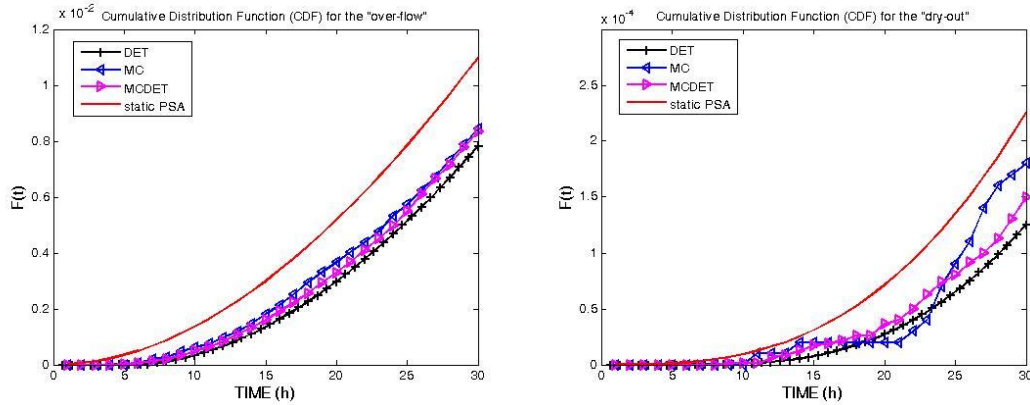 x 10⁻²
Cumulative Distribution Function (CDF) for the "over-flow"
1.2
1
0.8
0.6
0.4
0.2
0
F(t)
DET
MC
MCDET
static PSA
0 5 10 15 20 25 30
TIME (h)
x 10⁻⁴
Cumulative Distribution Function (CDF) for the "dry-out"
2.5
2
1.5
1
0.5
0
F(t)
DET
MC
MCDET
static PSA
0 5 10 15 20 25 30
TIME (h)